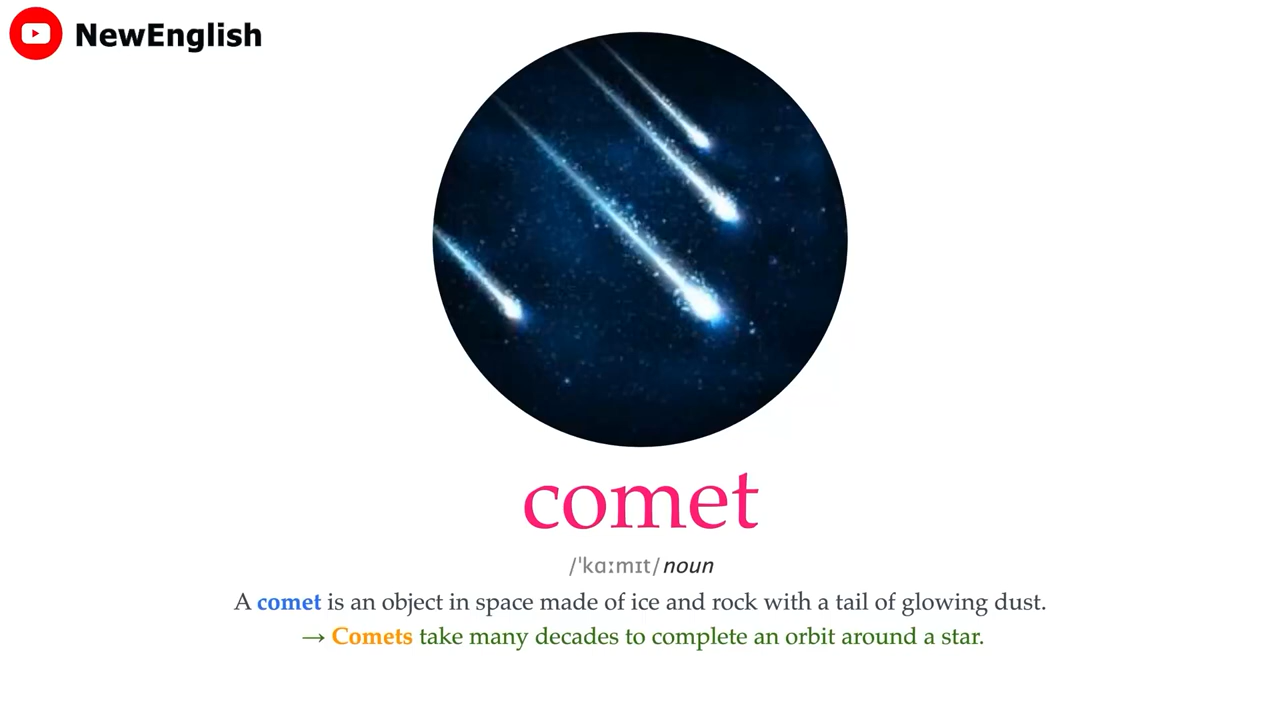 NewEnglish
comet
/ˈkɑːmɪt/ noun
A comet is an object in space made of ice and rock with a tail of glowing dust.
→ Comets take many decades to complete an orbit around a star.